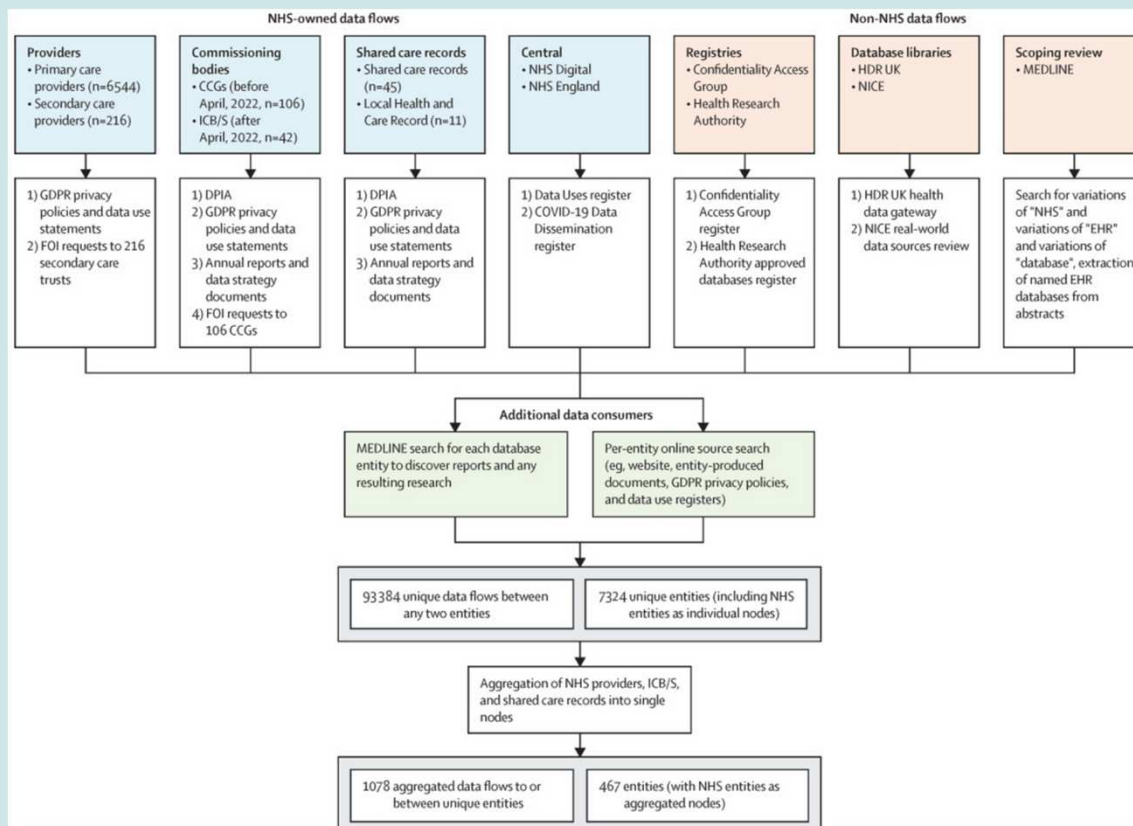 NHS-owned data flows
Non-NHS data flows
Providers
• Primary care
providers (n=6544)
• Secondary care
providers (n=216)
Commissioning
bodies
• CCGs (before
April, 2022, n=106)
• ICB/S (after
April, 2022, n=42)
Shared care records
• Shared care records
(n=45)
• Local Health and
Care Record (n=11)
Central
• NHS Digital
• NHS England
Registries
• Confidentiality Access
Group
• Health Research
Authority
Database libraries
• HDR UK
• NICE
Scoping review
• MEDLINE
1) GDPR privacy
policies and data use
statements
2) FOI requests to 216
secondary care
trusts
1) DPIA
2) GDPR privacy
policies and data
use statements
3) Annual reports and
data strategy
documents
4) FOI requests to
106 CCGs
1) DPIA
2) GDPR privacy
policies and data
use statements
3) Annual reports and
data strategy
documents
1) Data Uses register
2) COVID-19 Data
Dissemination
register
1) Confidentiality
Access Group
register
2) Health Research
Authority approved
databases register
1) HDR UK health
data gateway
2) NICE real-world
data sources review
Search for variations
of "NHS" and
variations of "EHR"
and variations of
"database", extraction
of named EHR
databases from
abstracts
Additional data consumers
MEDLINE search for each database
entity to discover reports and any
resulting research
Per-entity online source search
(eg, website, entity-produced
documents, GDPR privacy policies,
and data use registers)
93 384 unique data flows between
any two entities
7324 unique entities (including NHS
entities as individual nodes)
Aggregation of NHS providers, ICB/S,
and shared care records into single
nodes
1078 aggregated data flows to or
between unique entities
467 entities (with NHS entities as
aggregated nodes)